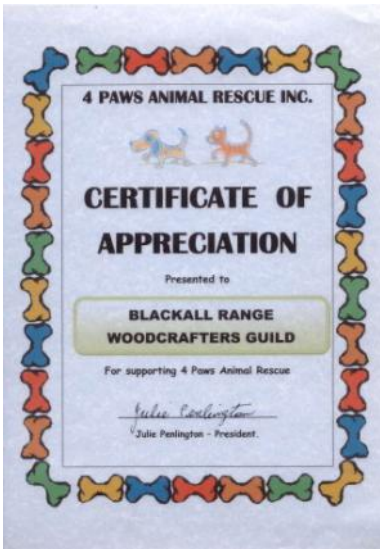 4 PAWS ANIMAL RESCUE INC.
CERTIFICATE OF
APPRECIATION
Presented to
BLACKALL RANGE
WOODCRAFTERS GUILD
For supporting 4 Paws Animal Rescue
Julie Penlington
Julie Penlington - President.